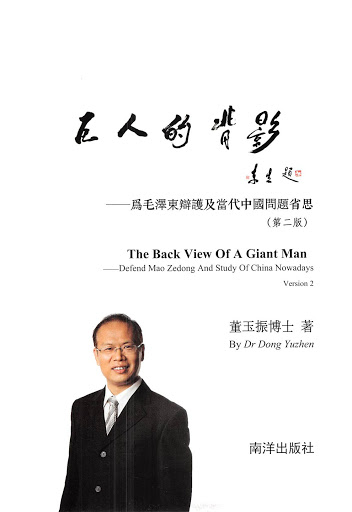 巨人的背影
題
——爲毛澤東辯護及當代中國問題省思
（第二版）
The Back View Of A Giant Man
——Defend Mao Zedong And Study Of China Nowadays
Version 2
董玉振博士 著
By Dr Dong Yuzhen
南洋出版社